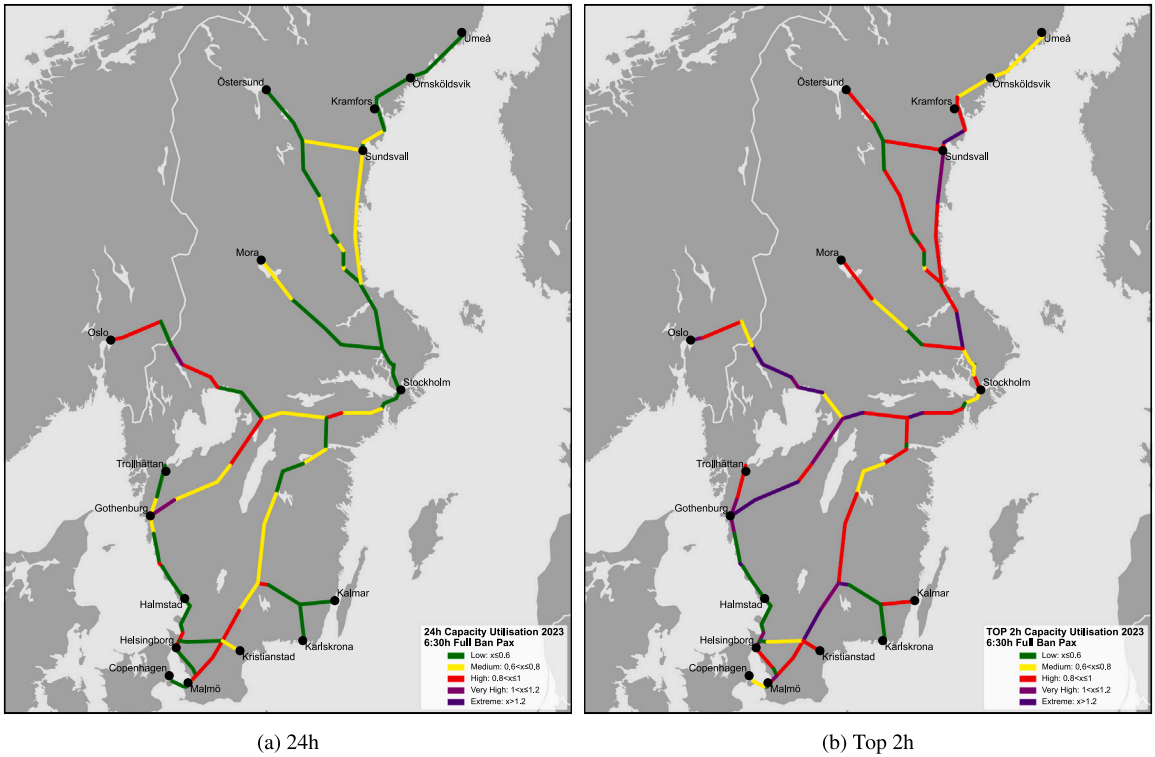 Umeå
Östersund
Örnsköldsvik
Kramfors
Sundsvall
Mora
Oslo
Stockholm
Trollhättan
Gothenburg
Halmstad
Kalmar
Helsingborg
Karlskrona
Kristianstad
Copenhagen
Malmö
24h Capacity Utilisation 2023
6:30h Full Ban Pax
Low: x≤0.6
Medium: 0,6<x≤0.8
High: 0.8<x≤1
Very High: 1<x≤1.2
Extreme: x>1.2
(a) 24h
Umeå
Östersund
Örnsköldsvik
Kramfors
Sundsvall
Mora
Oslo
Stockholm
Trollhättan
Gothenburg
Halmstad
Kalmar
Helsingborg
Karlskrona
Kristianstad
Copenhagen
Malmö
TOP 2h Capacity Utilisation 2023
6:30h Full Ban Pax
Low: x≤0.6
Medium: 0,6<x≤0.8
High: 0.8<x≤1
Very High: 1<x≤1.2
Extreme: x>1.2
(b) Top 2h